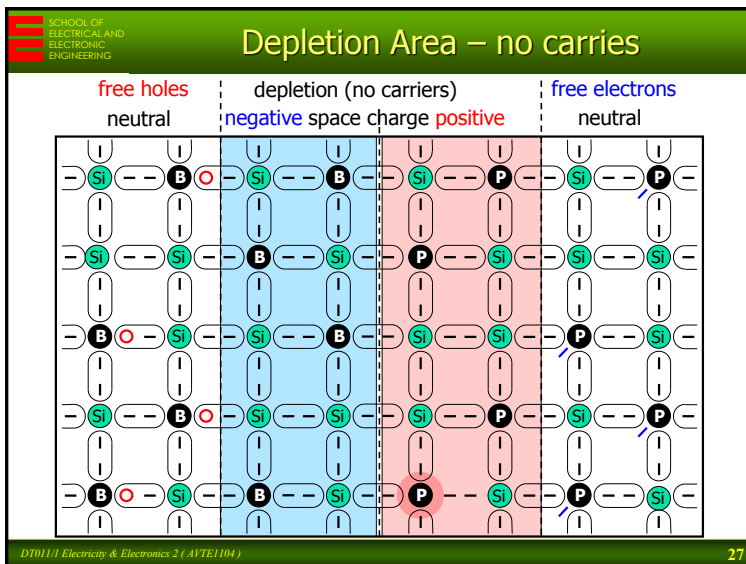 SCHOOL OF
ELECTRICAL AND
ELECTRONIC
ENGINEERING
Depletion Area – no carries
free holes depletion (no carriers) free electrons
neutral negative space charge positive neutral
Si B Si B Si P Si P
Si Si B Si P Si Si Si
B Si Si B Si Si P Si
Si B Si Si Si P Si P
B Si B Si P Si P Si
DT011/1 Electricity & Electronics 2 ( AVTE1104 ) 27